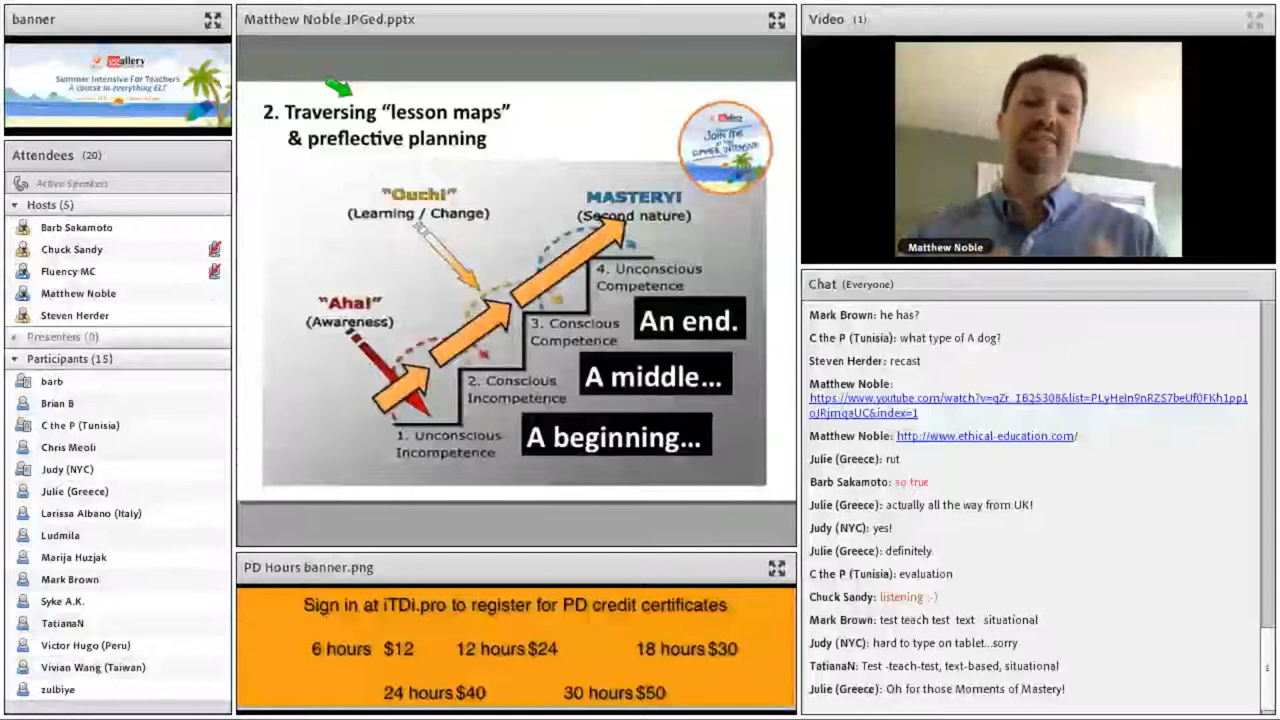 banner
Summer Intensive For Teachers
A course in everything ELT
Attendees (20)
Active Speakers
Hosts (5)
Barb Sakamoto
Chuck Sandy
Fluency MC
Matthew Noble
Steven Herder
Presenters (0)
Participants (15)
barb
Brian B
C the P (Tunisia)
Chris Meoli
Judy (NYC)
Julie (Greece)
Larissa Albano (Italy)
Ludmila
Marija Huzjak
Mark Brown
Syke A.K.
TatianaN
Victor Hugo (Peru)
Vivian Wang (Taiwan)
zulbiye
Matthew Noble JPGed.pptx
2. Traversing "lesson maps"
& preflective planning
JOIN ME
AT THE
SUMMER INTENSIVE
"Ouch!"
(Learning / Change)
MASTERY!
(Second nature)
"Aha!"
(Awareness)
4. Unconscious
Competence
An end.
3. Conscious
Competence
A middle...
2. Conscious
Incompetence
A beginning...
1. Unconscious
Incompetence
PD Hours banner.png
Sign in at iTDi.pro to register for PD credit certificates
6 hours $12 12 hours $24 18 hours $30
24 hours $40 30 hours $50
Video (1)
Matthew Noble
Chat (Everyone)
Mark Brown: he has?
C the P (Tunisia): what type of A dog?
Steven Herder: recast
Matthew Noble:
Matthew Noble: http://www.ethical-education.com/
Julie (Greece): rut
Barb Sakamoto: so true
Julie (Greece): actually all the way from UK!
Judy (NYC): yes!
Julie (Greece): definitely.
C the P (Tunisia): evaluation
Chuck Sandy: listening :-)
Mark Brown: test teach test text situational
Judy (NYC): hard to type on tablet...sorry
TatianaN: Test -teach-test, text-based, situational
Julie (Greece): Oh for those Moments of Mastery!